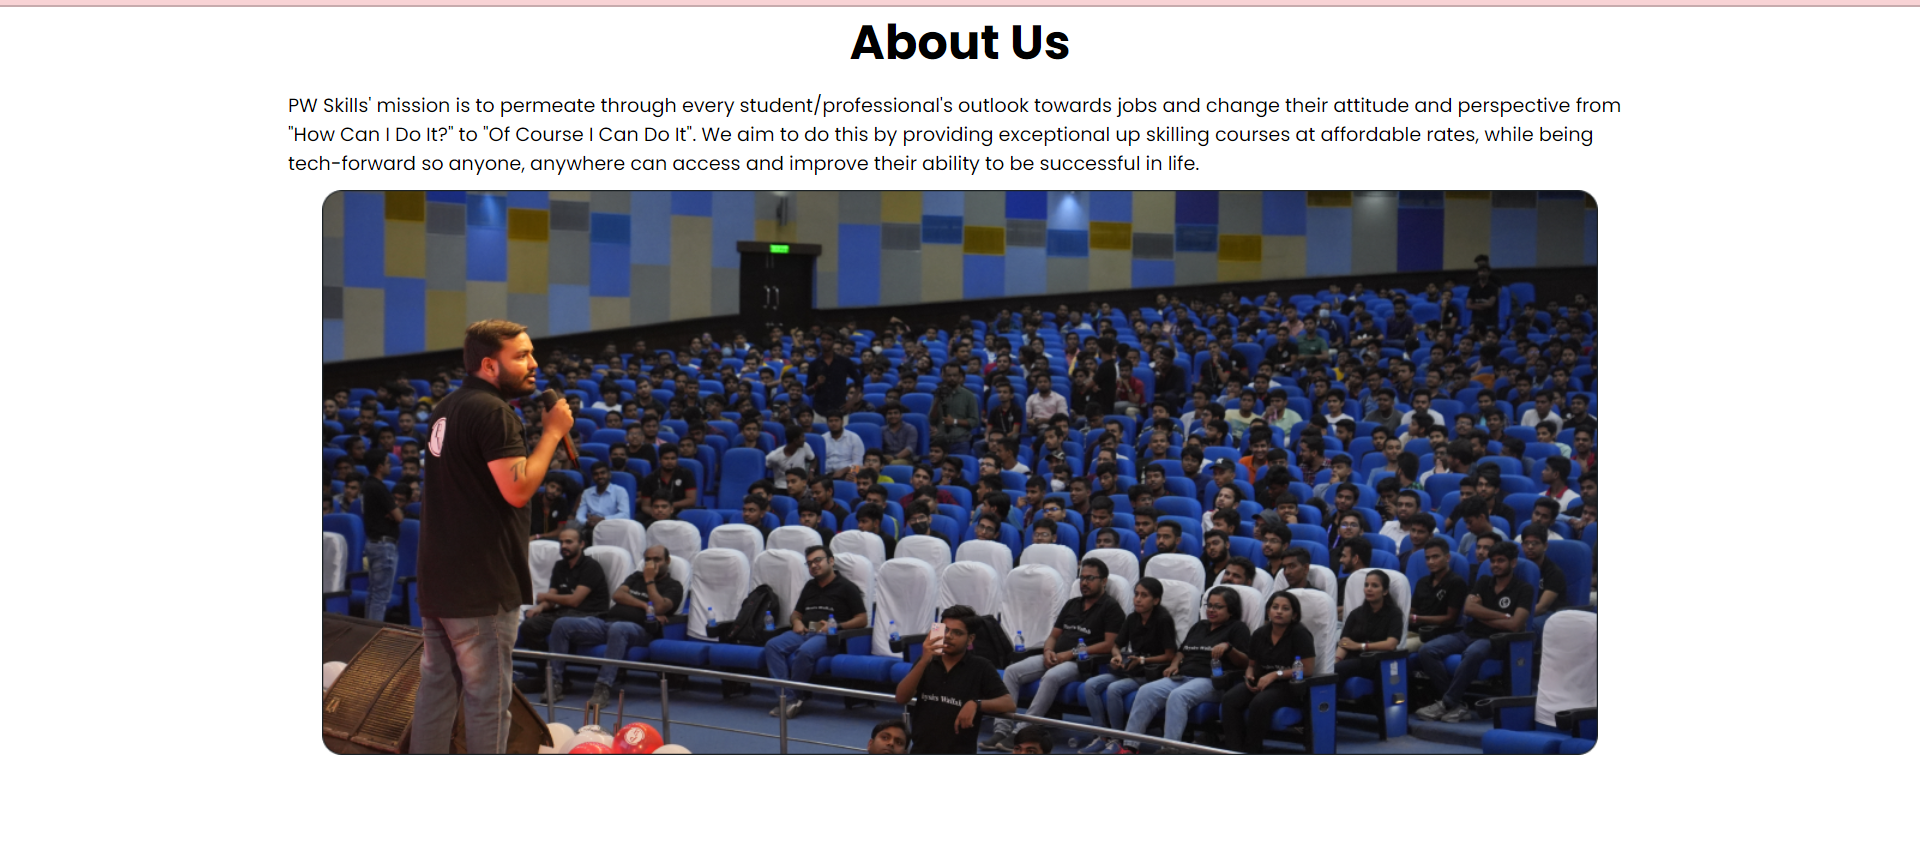 About Us
PW Skills' mission is to permeate through every student/professional's outlook towards jobs and change their attitude and perspective from
"How Can I Do It?" to "Of Course I Can Do It". We aim to do this by providing exceptional up skilling courses at affordable rates, while being
tech-forward so anyone, anywhere can access and improve their ability to be successful in life.